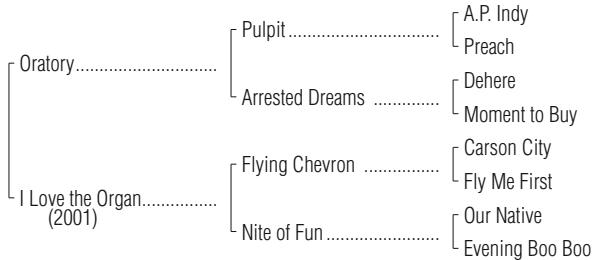 A.P. Indy
Pulpit
Preach
Oratory
Dehere
Arrested Dreams
Moment to Buy
Carson City
Flying Chevron
Fly Me First
I Love the Organ
(2001)
Our Native
Nite of Fun
Evening Boo Boo